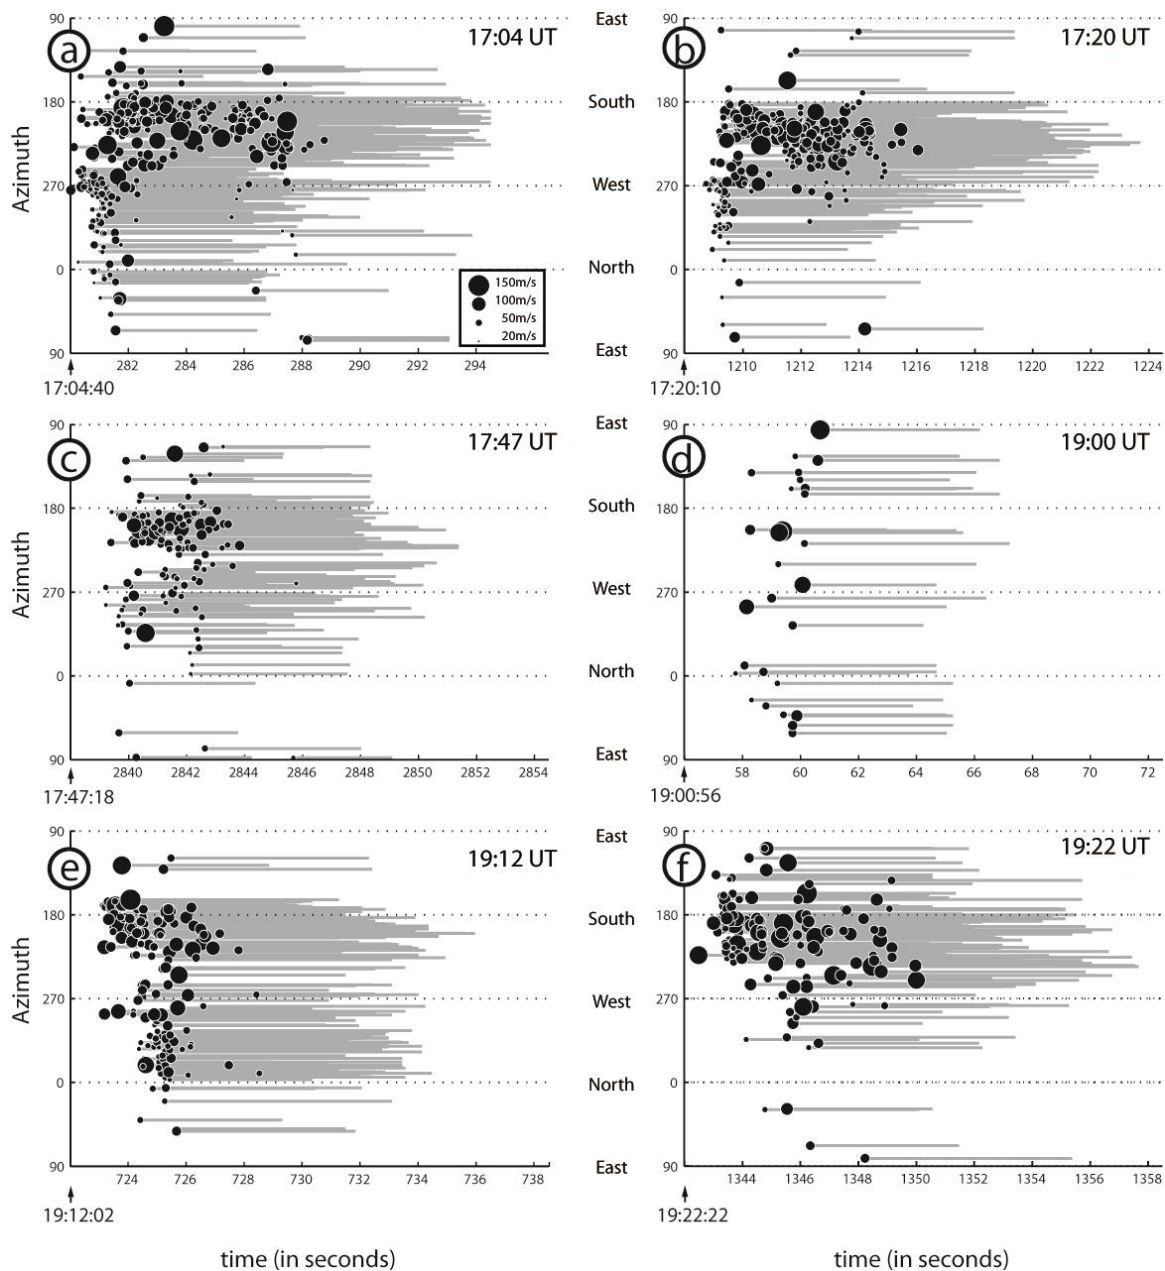 90
East
90
a
17:04 UT
b
17:20 UT
180
South
180
Azimuth
270
West
270
0
North
0
150m/s
100m/s
50m/s
20m/s
90
East
90
282 284 286 288 290 292 294
1210 1212 1214 1216 1218 1220 1222 1224
17:04:40
17:20:10
90
East
90
c
17:47 UT
d
19:00 UT
180
South
180
Azimuth
270
West
270
0
North
0
90
East
90
2840 2842 2844 2846 2848 2850 2852 2854
58 60 62 64 66 68 70 72
17:47:18
19:00:56
90
East
90
e
19:12 UT
f
19:22 UT
180
South
180
Azimuth
270
West
270
0
North
0
90
East
90
724 726 728 730 732 734 736 738
1344 1346 1348 1350 1352 1354 1356 1358
19:12:02
19:22:22
time (in seconds)
time (in seconds)